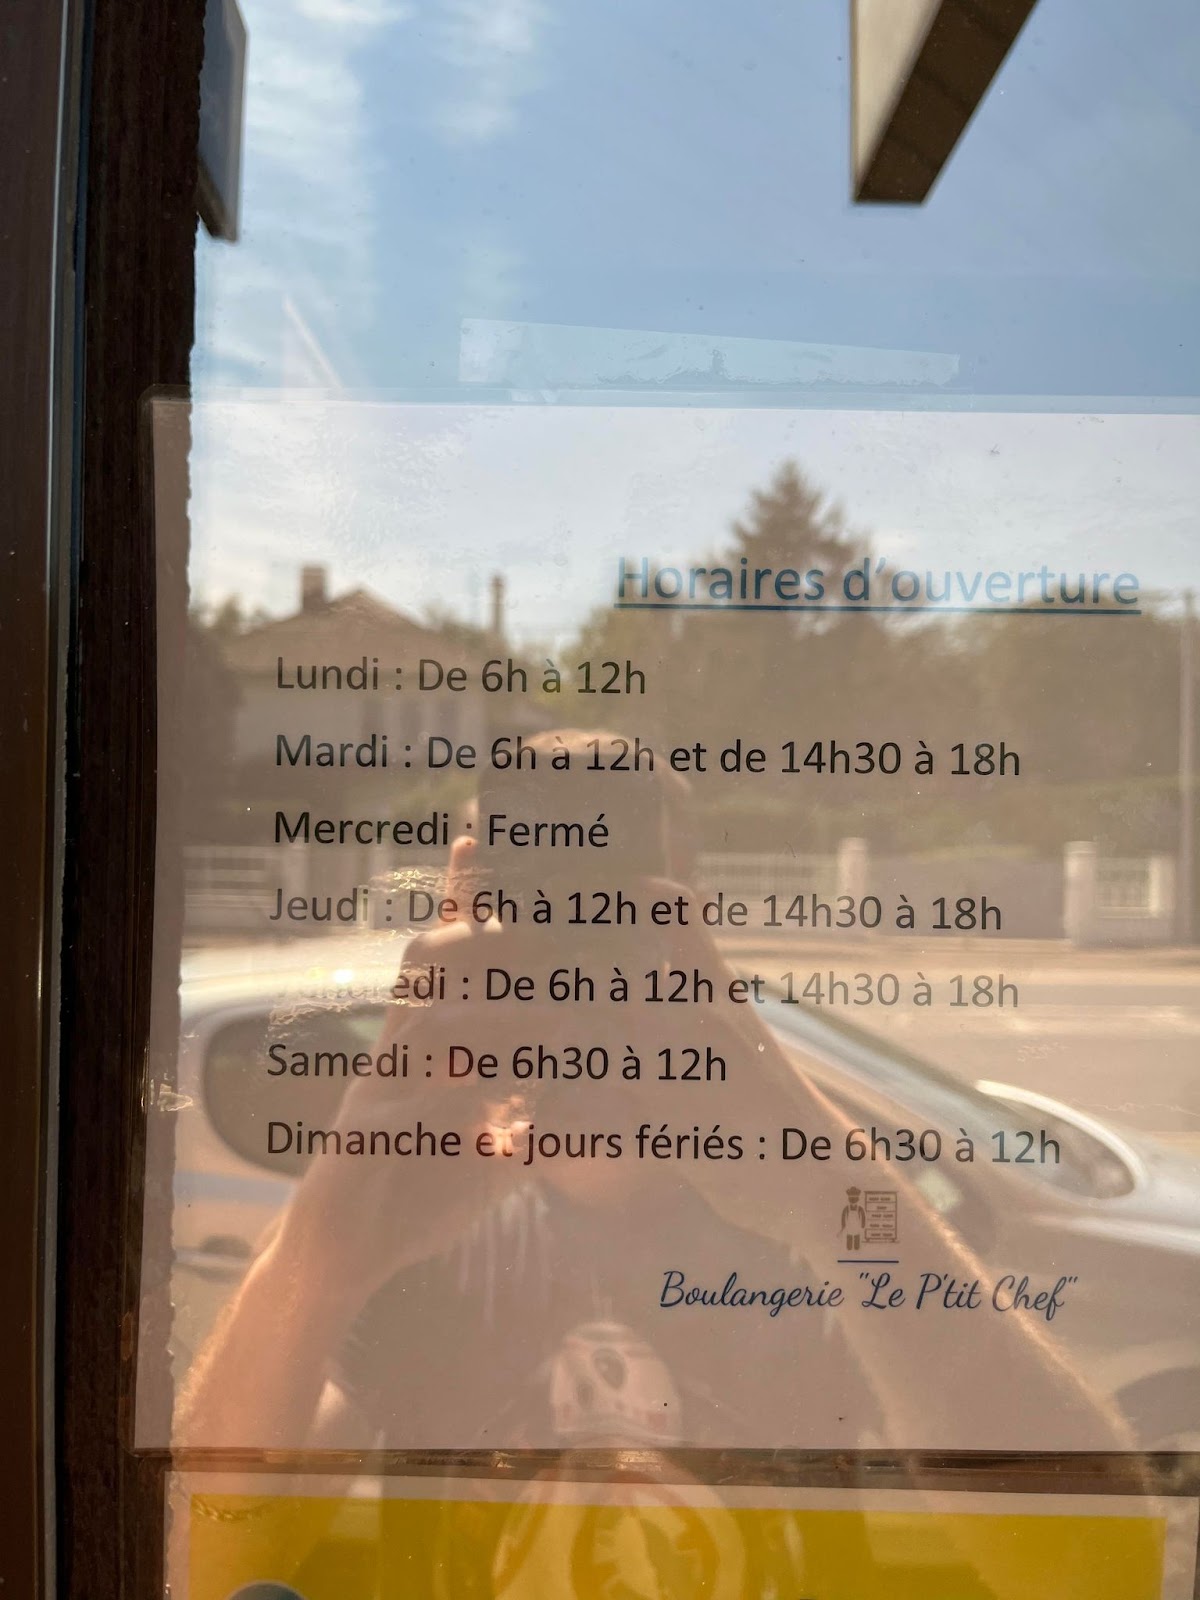 Horaires d'ouverture
Lundi : De 6h à 12h
Mardi : De 6h à 12h et de 14h30 à 18h
Mercredi : Fermé
Jeudi : De 6h à 12h et de 14h30 à 18h
Vendredi : De 6h à 12h et 14h30 à 18h
Samedi : De 6h30 à 12h
Dimanche et jours fériés : De 6h30 à 12h
Boulangerie "Le P'tit Chef"